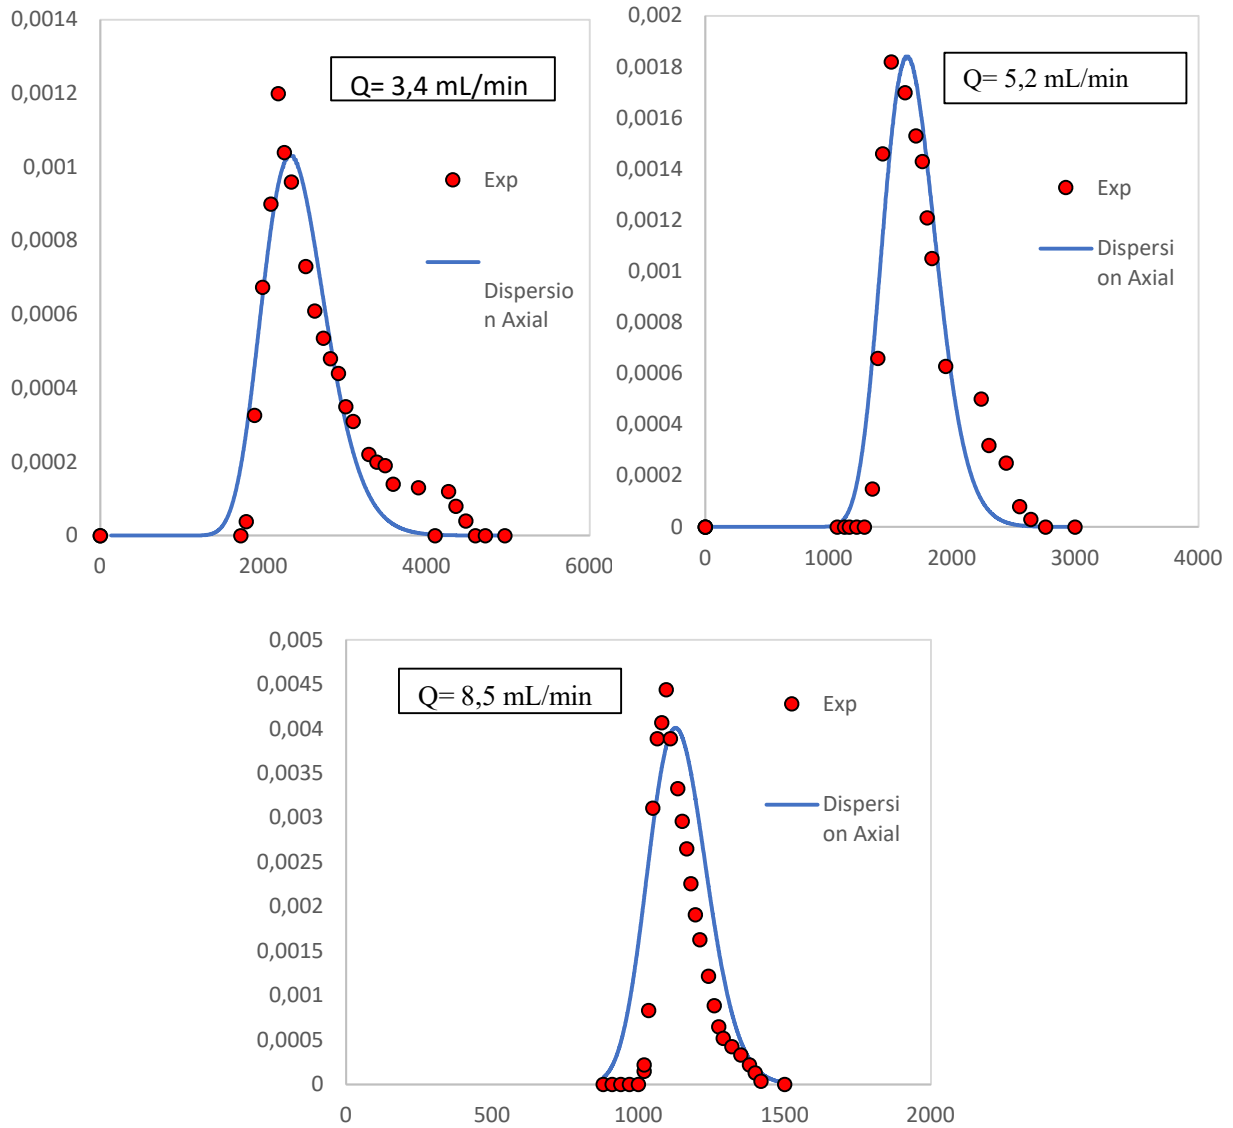 0,0014
0,0012
0,001
0,0008
0,0006
0,0004
0,0002
0
0 2000 4000 6000
Q= 3,4 mL/min
Exp
Dispersio
n Axial
0,002
0,0018
0,0016
0,0014
0,0012
0,001
0,0008
0,0006
0,0004
0,0002
0
0 1000 2000 3000 4000
Q= 5,2 mL/min
Exp
Dispersi
on Axial
0,005
0,0045
0,004
0,0035
0,003
0,0025
0,002
0,0015
0,001
0,0005
0
0 500 1000 1500 2000
Q= 8,5 mL/min
Exp
Dispersi
on Axial